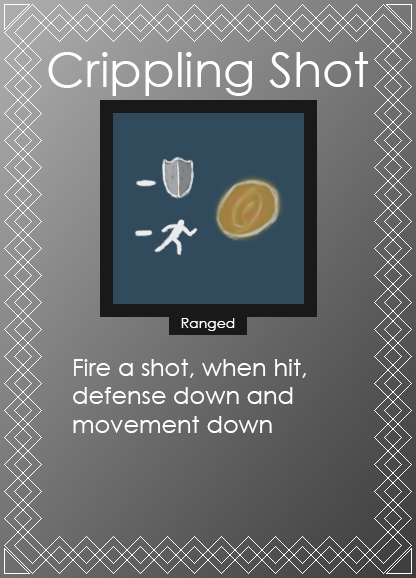 Crippling Shot
Ranged
Fire a shot, when hit,
defense down and
movement down